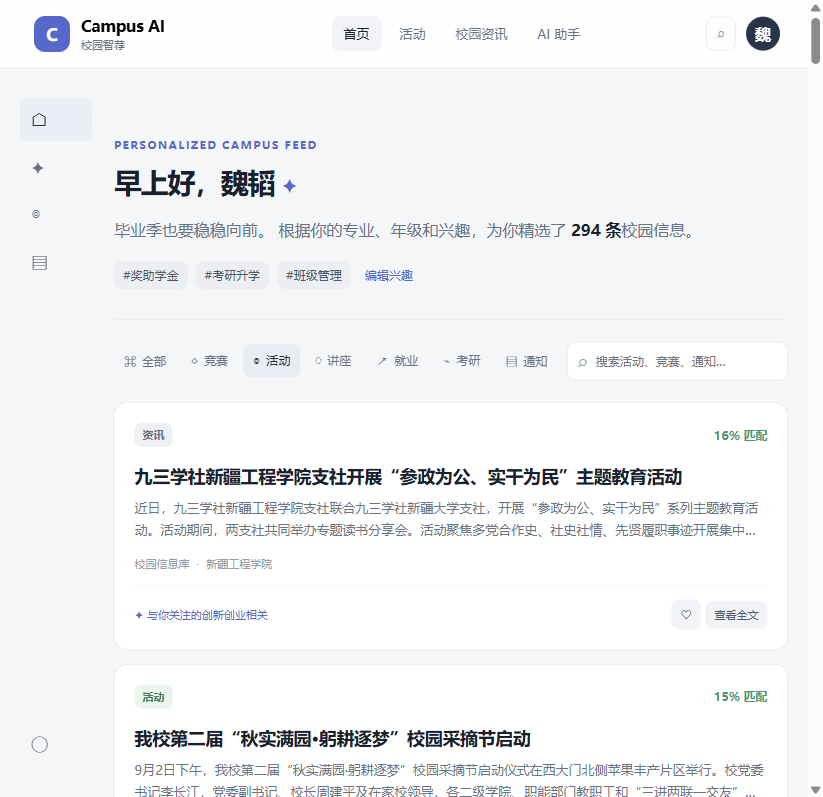 C
Campus AI
校园智荐
首页
活动
校园资讯
AI 助手
魏
PERSONALIZED CAMPUS FEED
早上好，魏韬
毕业季也要稳稳向前。 根据你的专业、年级和兴趣，为你精选了 294 条校园信息。
#奖助学金
#考研升学
#班级管理
编辑兴趣
全部
竞赛
活动
讲座
就业
考研
通知
搜索活动、竞赛、通知...
资讯
16% 匹配
九三学社新疆工程学院支社开展“参政为公、实干为民”主题教育活动
近日，九三学社新疆工程学院支社联合九三学社新疆大学支社，开展“参政为公、实干为民”系列主题教育活
动。活动期间，两支社共同举办专题读书分享会。活动聚焦多党合作史、社史社情、先贤履职事迹开展集中...
校园信息库 · 新疆工程学院
与你关注的创新创业相关
查看全文
活动
15% 匹配
我校第二届“秋实满园·躬耕逐梦”校园采摘节启动
9月2日下午，我校第二届“秋实满园·躬耕逐梦”校园采摘节启动仪式在西大门北侧苹果丰产片区举行。校党委
书记李长江，党委副书记、校长周建平及在家校领导，各二级学院、职能部门教职工和“三进两联一交友”...